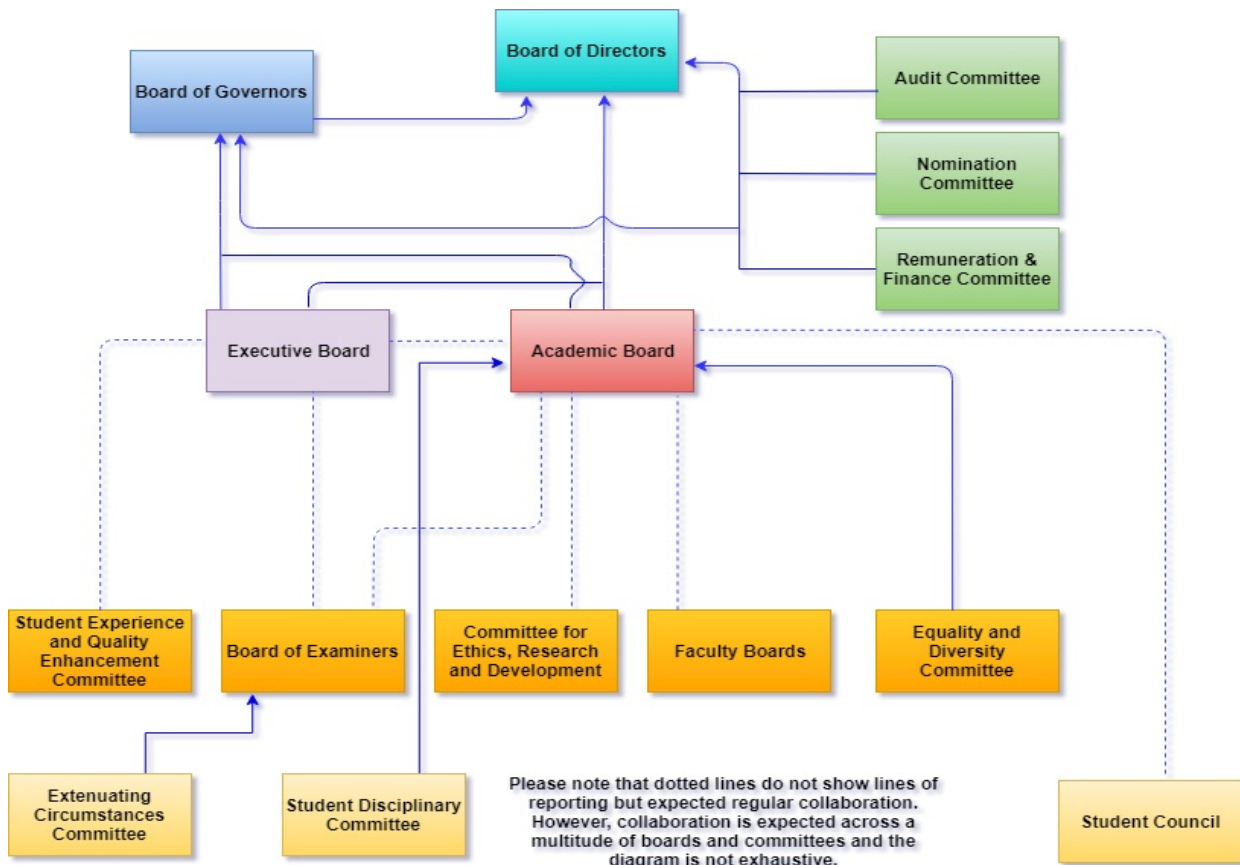 Board of Directors
Board of Governors
Audit Committee
Nomination
Committee
Remuneration &
Finance Committee
Executive Board
Academic Board
Student Experience
and Quality
Enhancement
Committee
Board of Examiners
Committee for
Ethics, Research
and Development
Faculty Boards
Equality and
Diversity
Committee
Extenuating
Circumstances
Committee
Student Disciplinary
Committee
Please note that dotted lines do not show lines of
reporting but expected regular collaboration.
However, collaboration is expected across a
multitude of boards and committees and the
diagram is not exhaustive.
Student Council